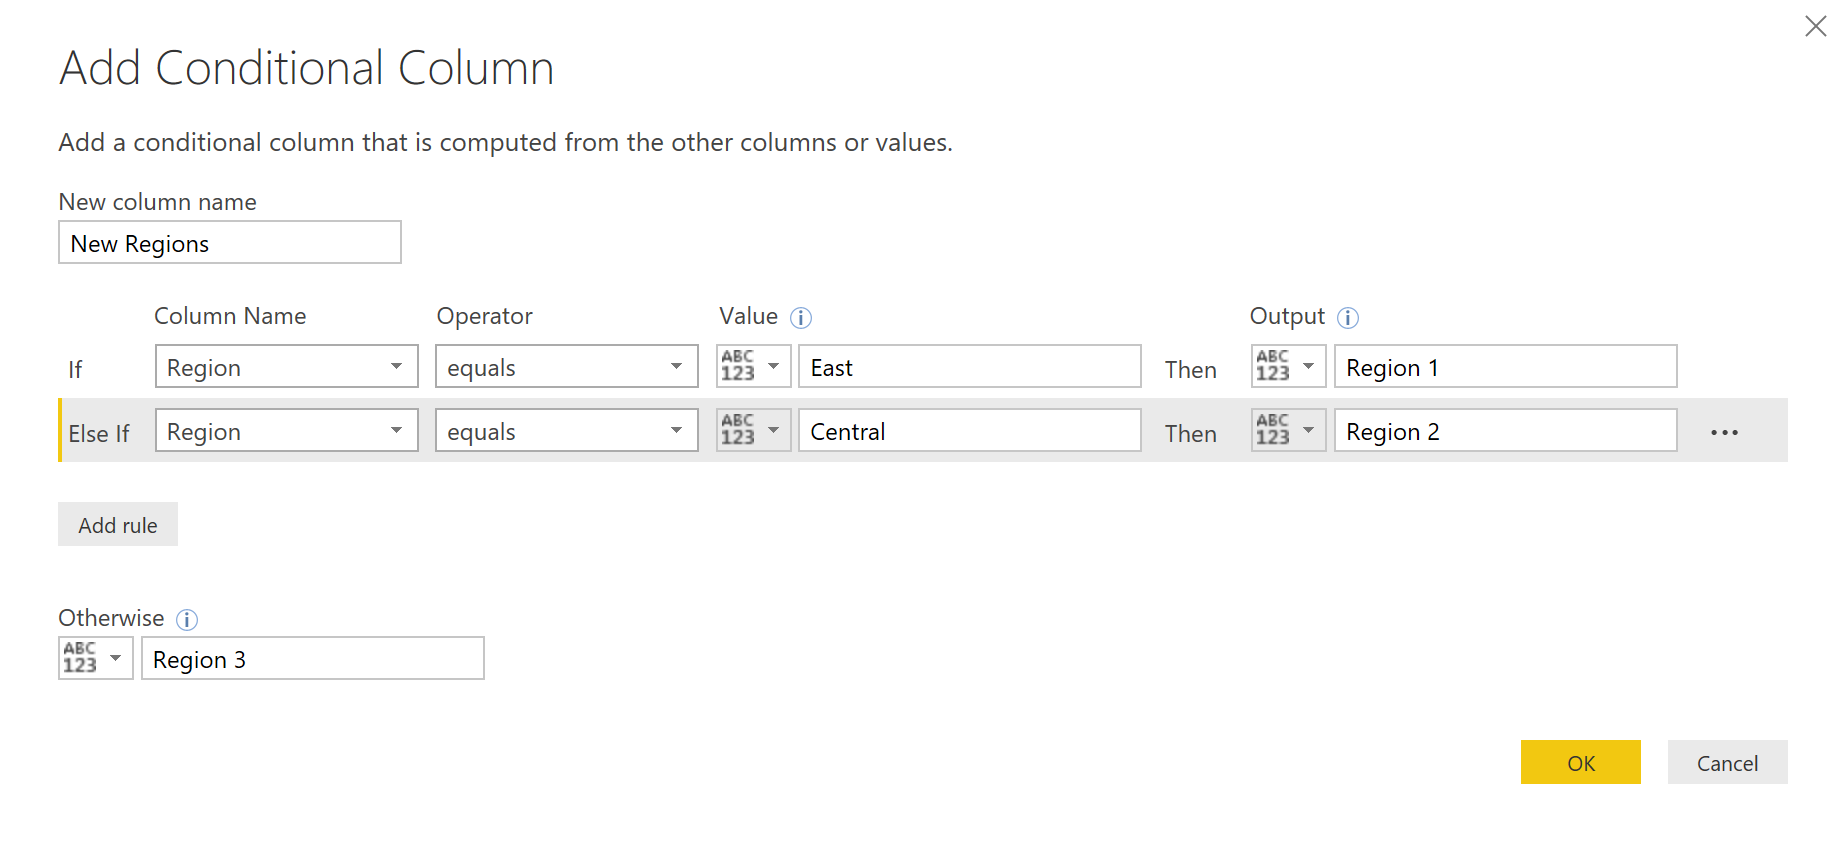 Add Conditional Column
Add a conditional column that is computed from the other columns or values.
New column name
New Regions
Column Name Operator Value Output
If Region equals ABC 123 East Then ABC 123 Region 1
Else If Region equals ABC 123 Central Then ABC 123 Region 2 ...
Add rule
Otherwise
ABC 123 Region 3
OK Cancel